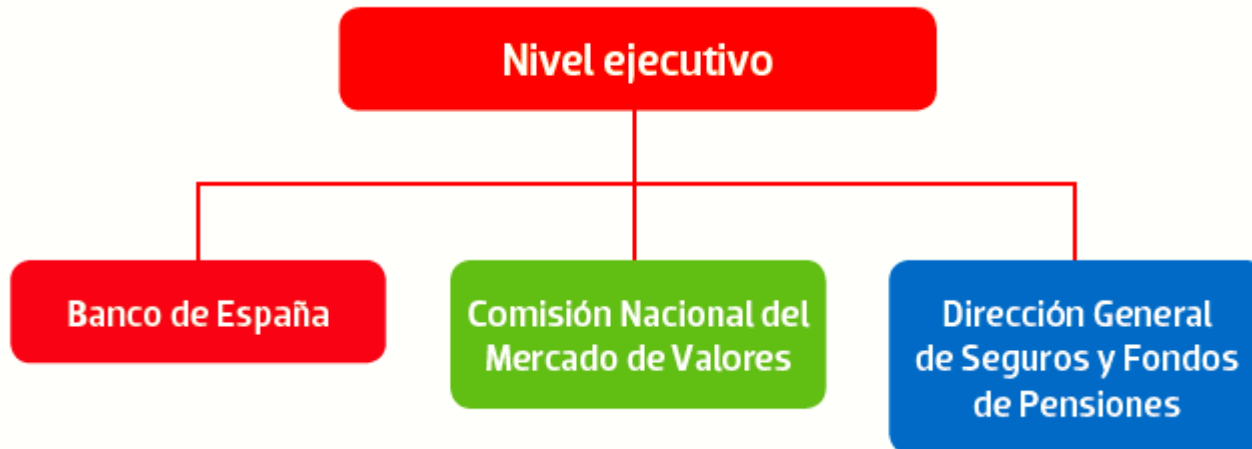 Nivel ejecutivo
Banco de España
Comisión Nacional del
Mercado de Valores
Dirección General
de Seguros y Fondos
de Pensiones